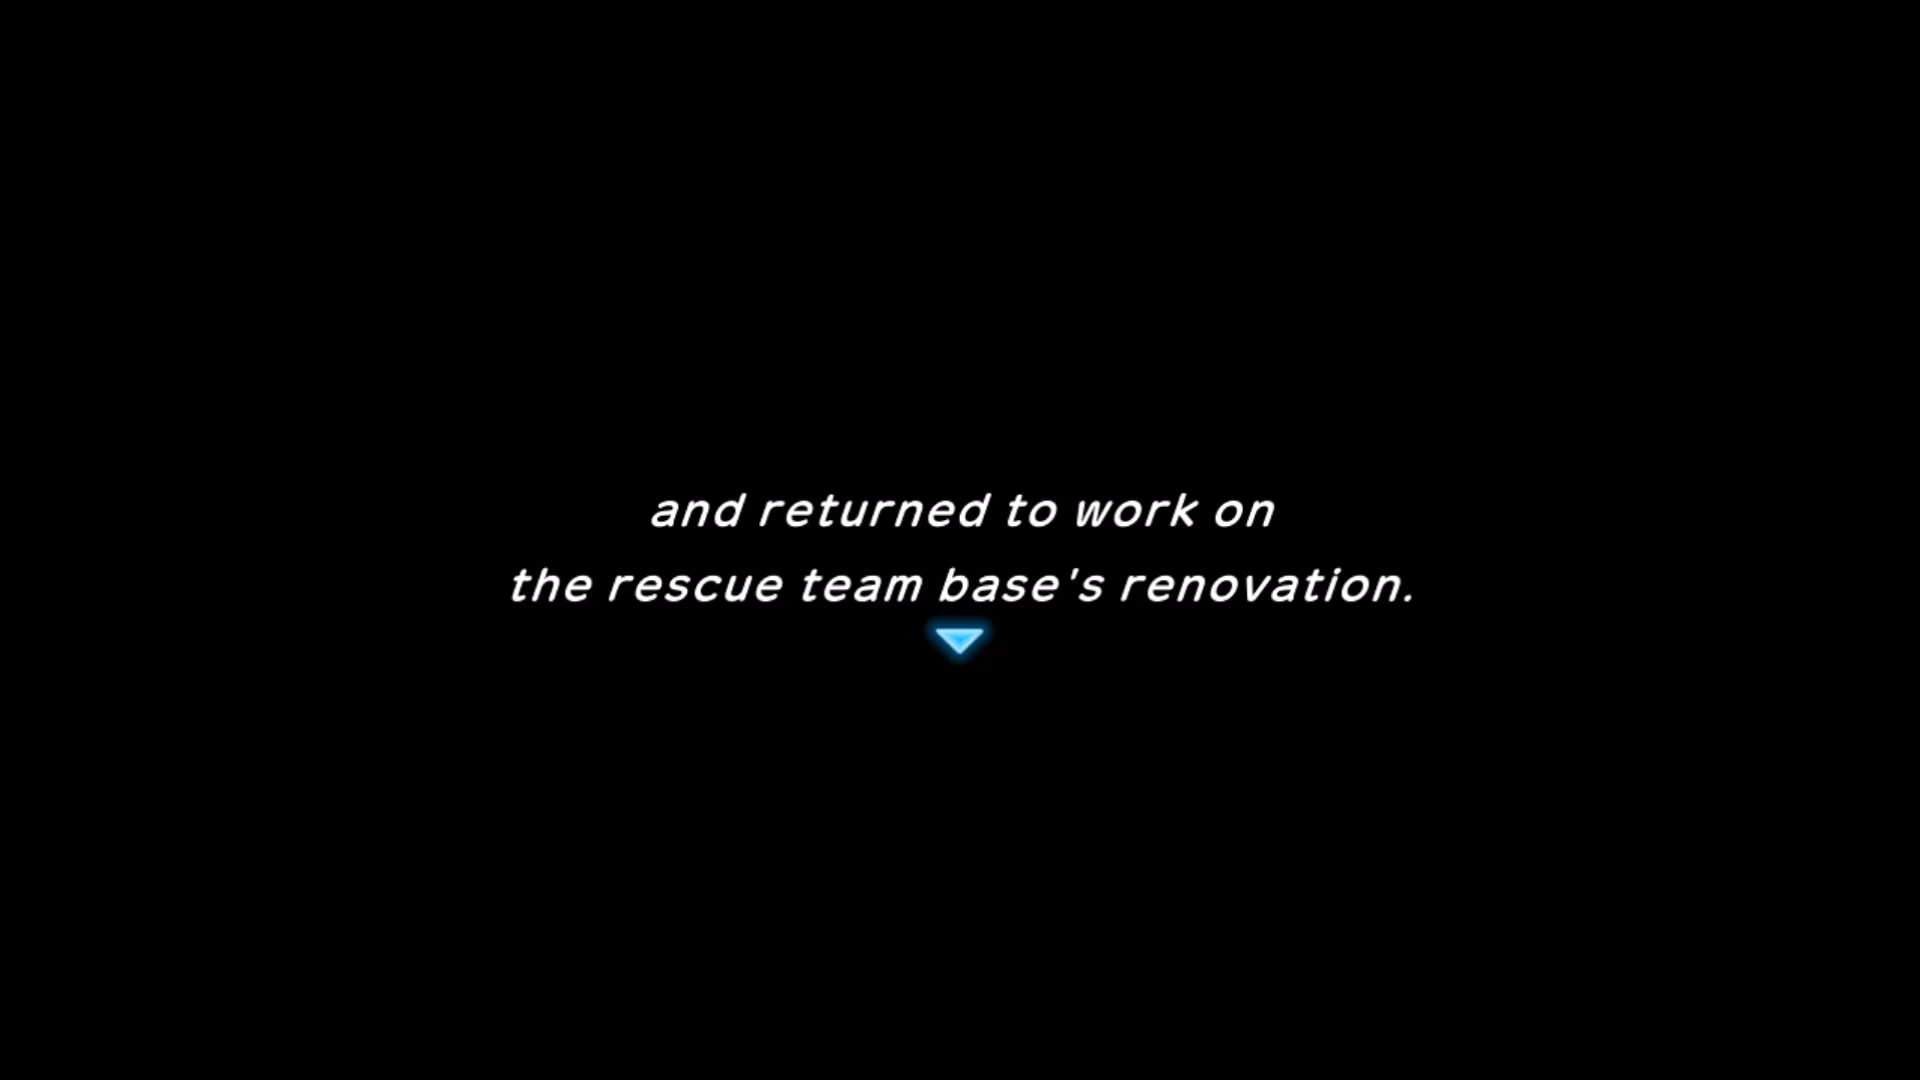 and returned to work on
the rescue team base's renovation.